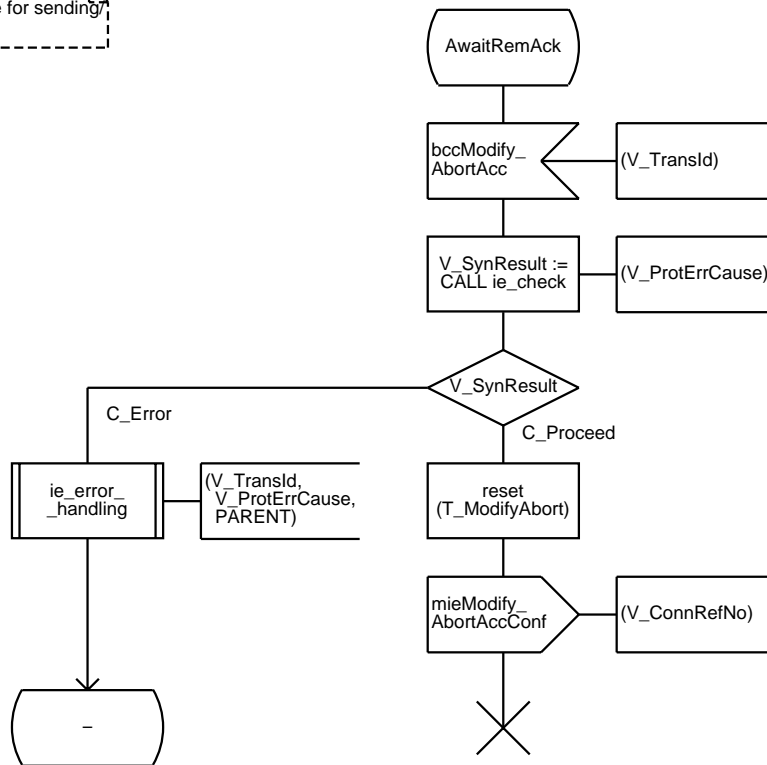 e for sending/
AwaitRemAck
bccModify_
AbortAcc
(V_TransId)
V_SynResult :=
CALL ie_check
(V_ProtErrCause)
V_SynResult
C_Error
C_Proceed
ie_error_
_handling
(V_TransId,
V_ProtErrCause,
PARENT)
reset
(T_ModifyAbort)
mieModify_
AbortAccConf
(V_ConnRefNo)
–